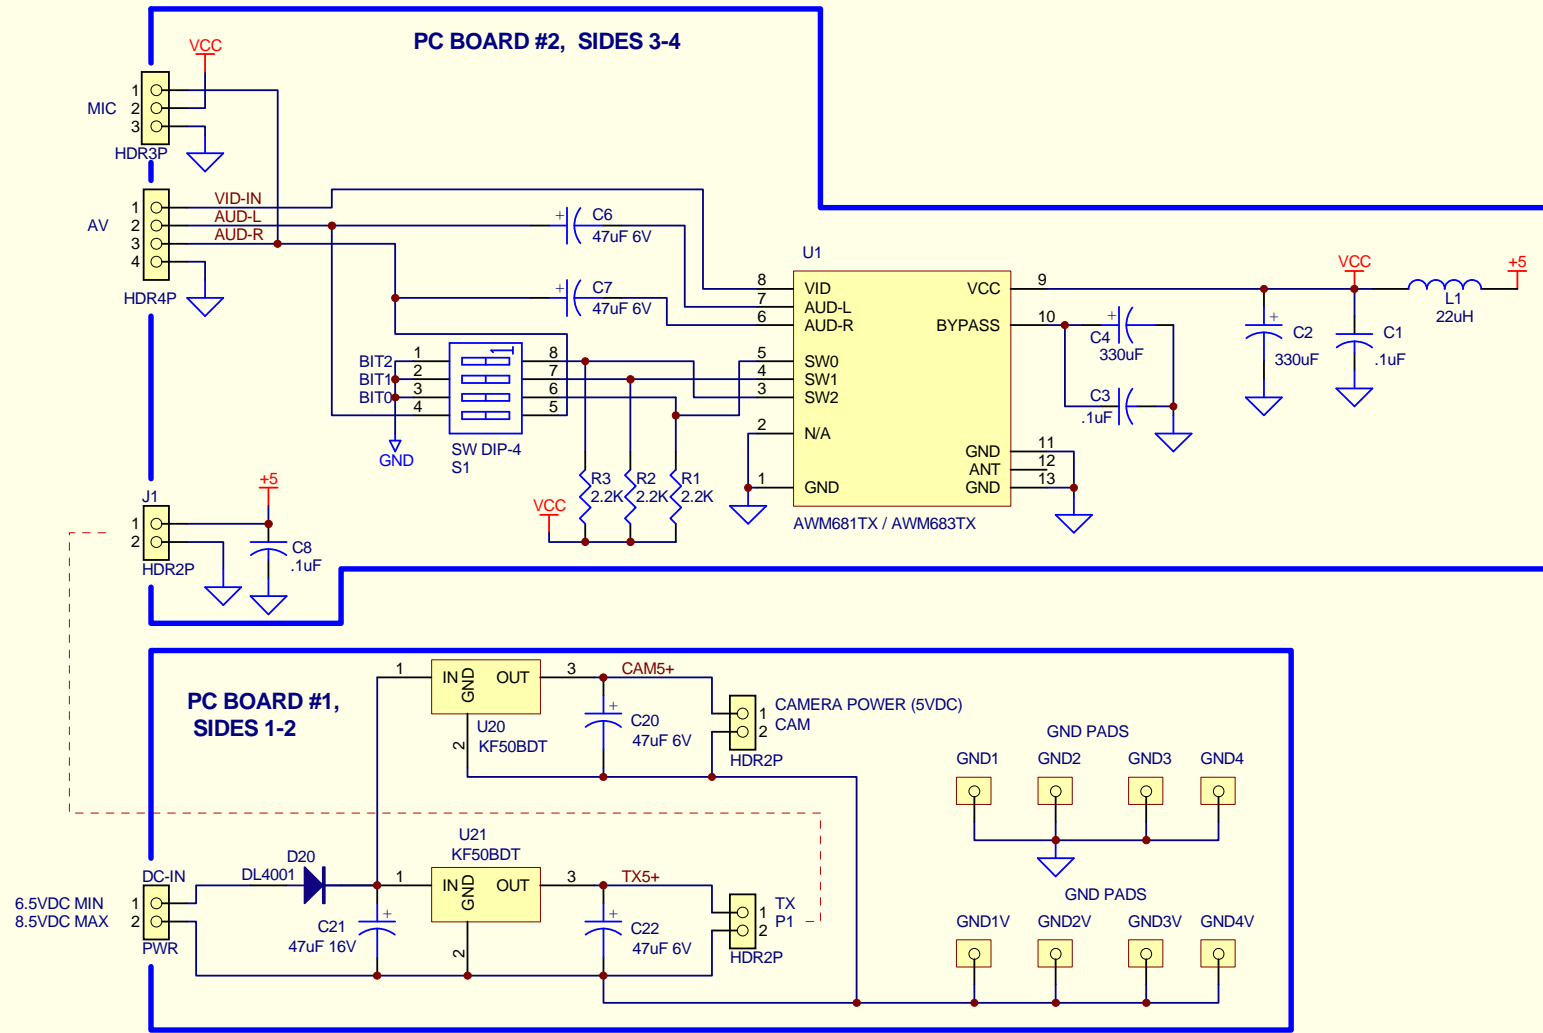 PC BOARD #2, SIDES 3-4
VCC
MIC
1
2
3
HDR3P
AV
1
2
3
4
HDR4P
VID-IN
AUD-L
AUD-R
+
C6
47uF 6V
+
C7
47uF 6V
U1
8 VID
7 AUD-L
6 AUD-R
5 SW0
4 SW1
3 SW2
2 N/A
1 GND
VCC 9
BYPASS 10
GND 11
ANT 12
GND 13
AWM681TX / AWM683TX
+
C4
330uF
C3
.1uF
VCC
+5
L1
22uH
+
C2
330uF
C1
.1uF
BIT2 1
BIT1 2
BIT0 3
4
1
8
7
6
5
GND
SW DIP-4
S1
R3
2.2K
R2
2.2K
R1
2.2K
VCC
+5
J1
1
2
HDR2P
C8
.1uF
PC BOARD #1,
SIDES 1-2
1
IN
GND
OUT
3
2
U20
KF50BDT
CAM5+
+
C20
47uF 6V
1
2
CAMERA POWER (5VDC)
CAM
HDR2P
GND PADS
GND1 GND2 GND3 GND4
U21
KF50BDT
D20
DL4001
DC-IN
6.5VDC MIN 1
8.5VDC MAX 2
PWR
+
C21
47uF 16V
1
IN
GND
OUT
3
2
TX5+
+
C22
47uF 6V
1
2
TX
P1
HDR2P
GND PADS
GND1V GND2V GND3V GND4V